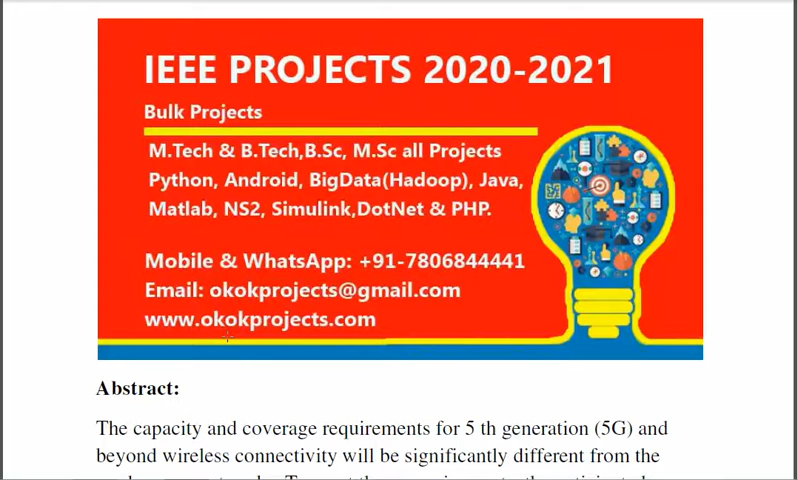 IEEE PROJECTS 2020-2021
Bulk Projects
M.Tech & B.Tech,B.Sc, M.Sc all Projects
Python, Android, BigData(Hadoop), Java,
Matlab, NS2, Simulink,DotNet & PHP.
Mobile & WhatsApp: +91-7806844441
Email: okokprojects@gmail.com
www.okokprojects.com
Abstract:
The capacity and coverage requirements for 5 th generation (5G) and
beyond wireless connectivity will be significantly different from the